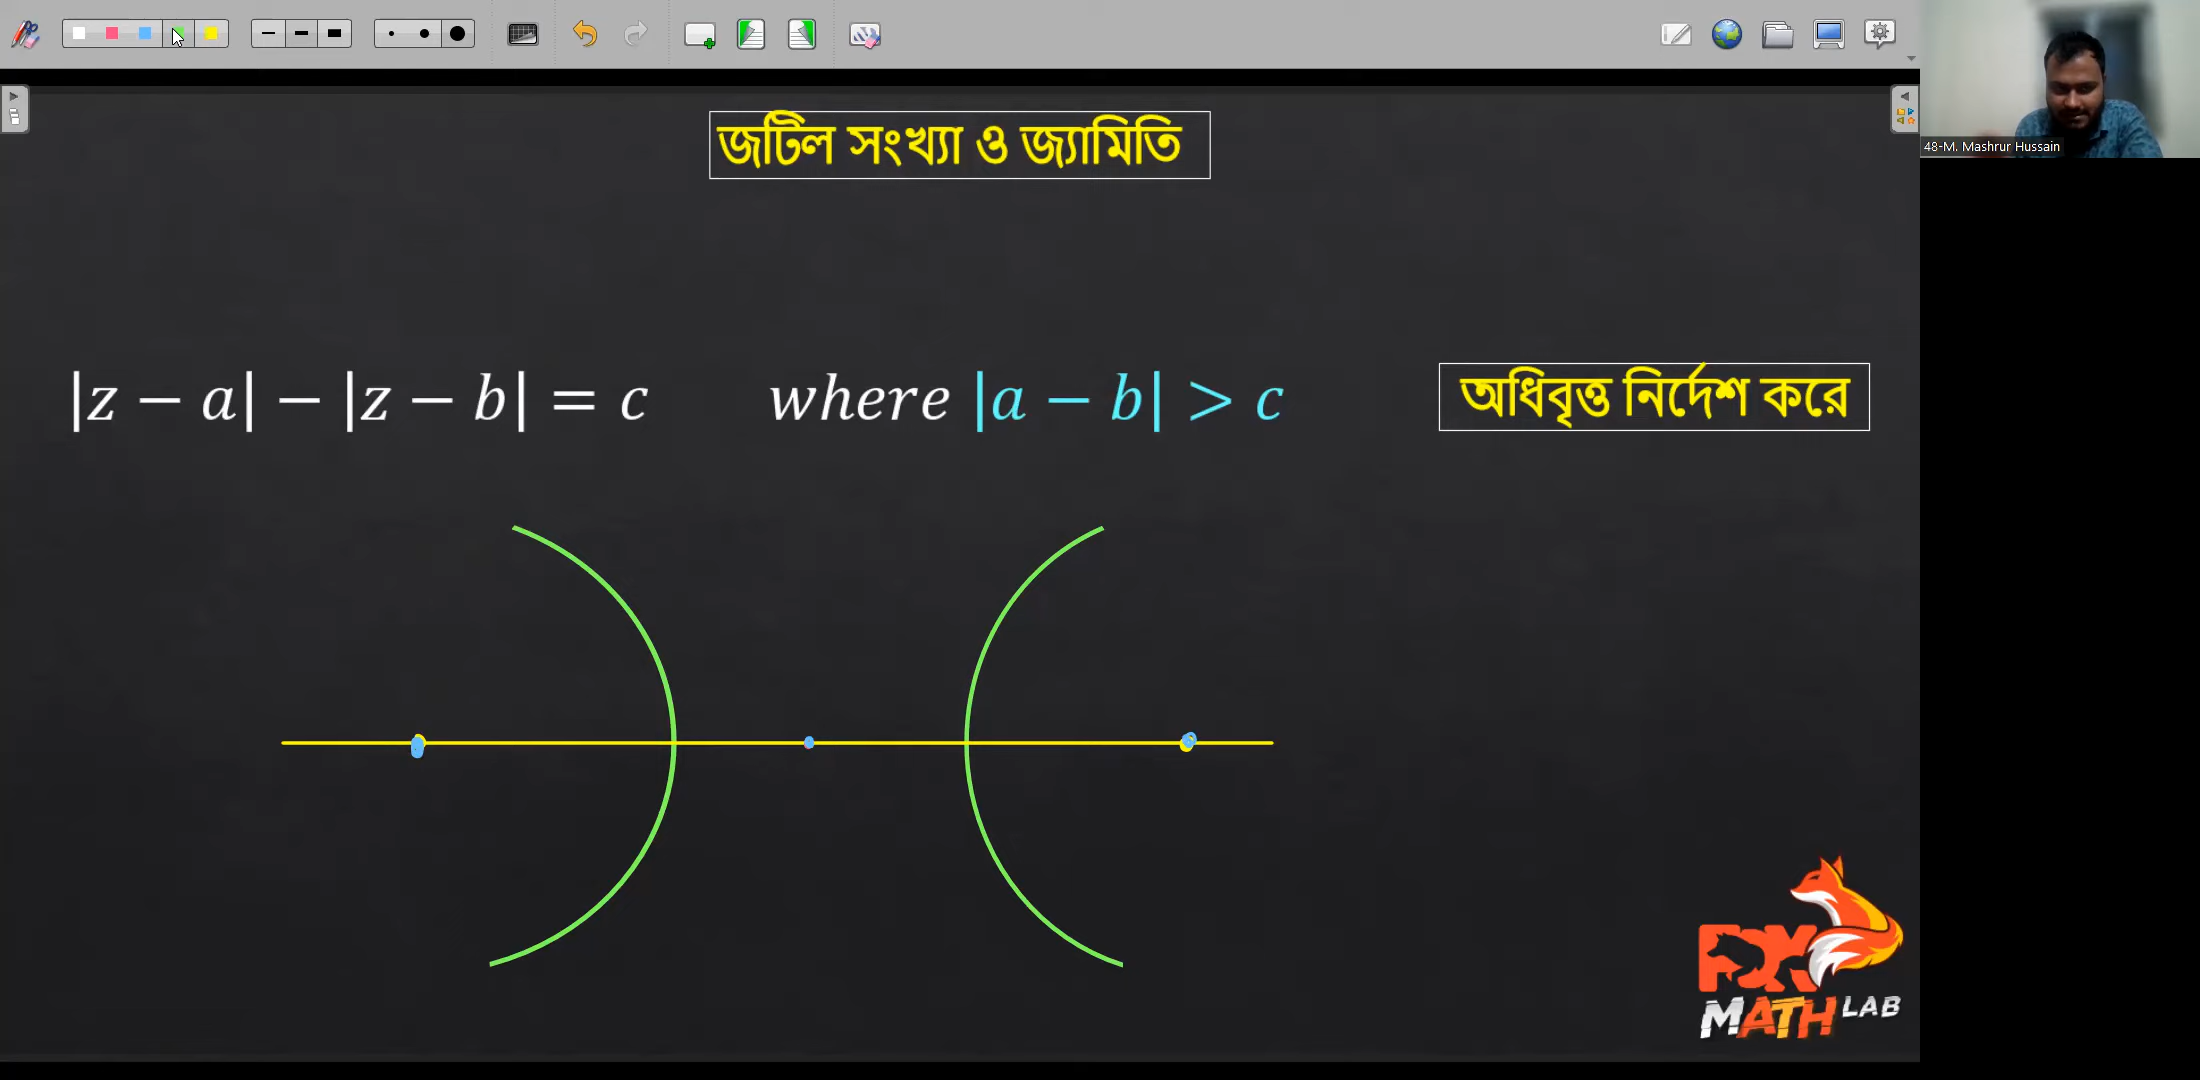 48-M. Mashrur Hussain
জটিল সংখ্যা ও জ্যামিতি
|z − a| − |z − b| = c where |a − b| > c অধিবৃত্ত নির্দেশ করে
FOX
MATH LAB